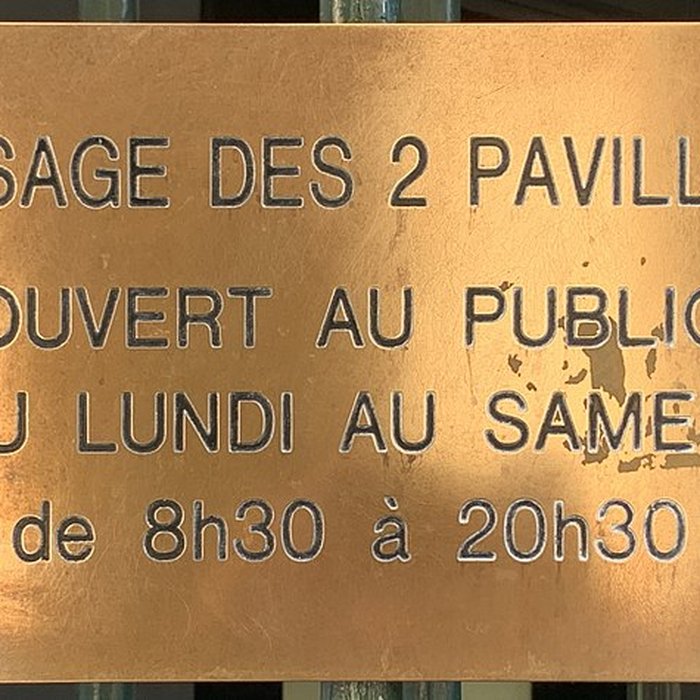 SAGE DES 2 PAVILL
OUVERT AU PUBLIC
U LUNDI AU SAME
de 8h30 à 20h30